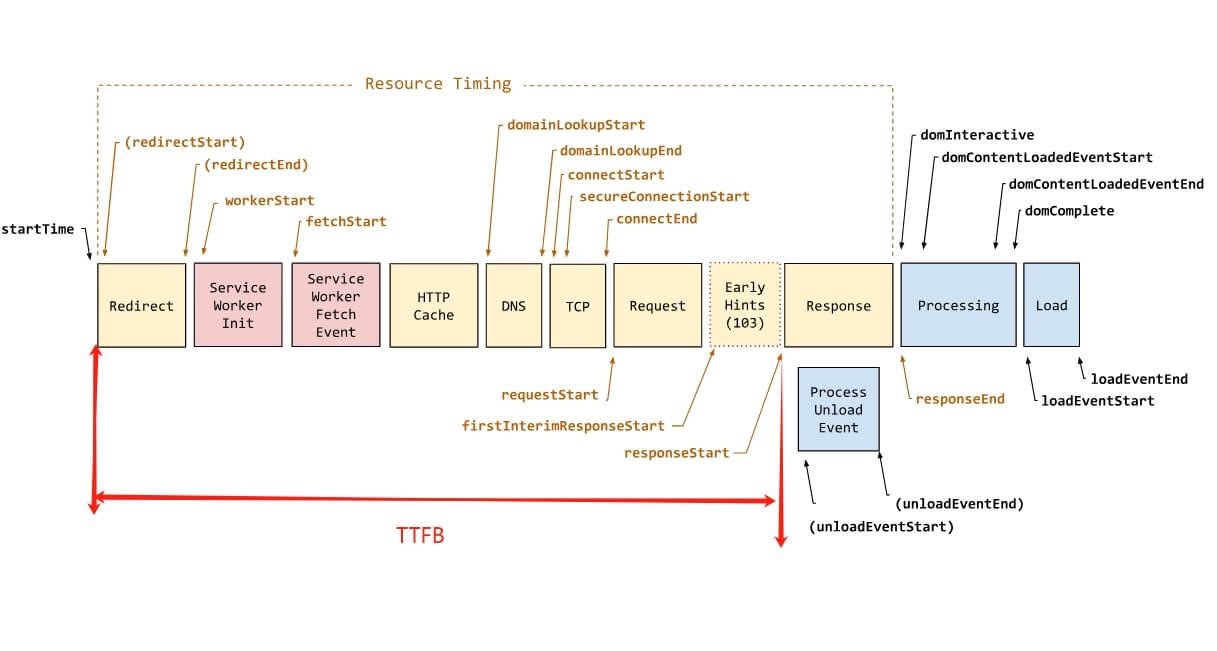 Resource Timing
domainLookupStart
domInteractive
(redirectStart)
domainLookupEnd
domContentLoadedEventStart
(redirectEnd)
connectStart
domContentLoadedEventEnd
workerStart
secureConnectionStart
domComplete
fetchStart
connectEnd
startTime
Redirect
Service
Worker
Init
Service
Worker
Fetch
Event
HTTP
Cache
DNS
TCP
Request
Early
Hints
(103)
Response
Processing
Load
requestStart
firstInterimResponseStart
responseStart
Process
Unload
Event
responseEnd
loadEventEnd
loadEventStart
(unloadEventEnd)
(unloadEventStart)
TTFB